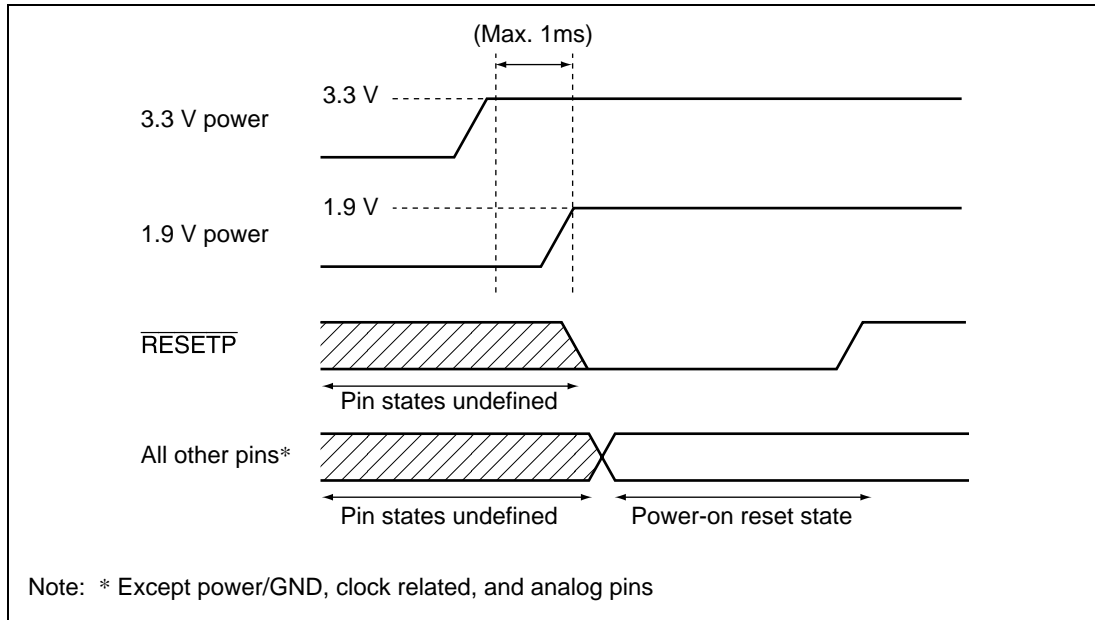 (Max. 1ms)
3.3 V
3.3 V power
1.9 V
1.9 V power
RESETP
Pin states undefined
All other pins*
Pin states undefined
Power-on reset state
Note: * Except power/GND, clock related, and analog pins